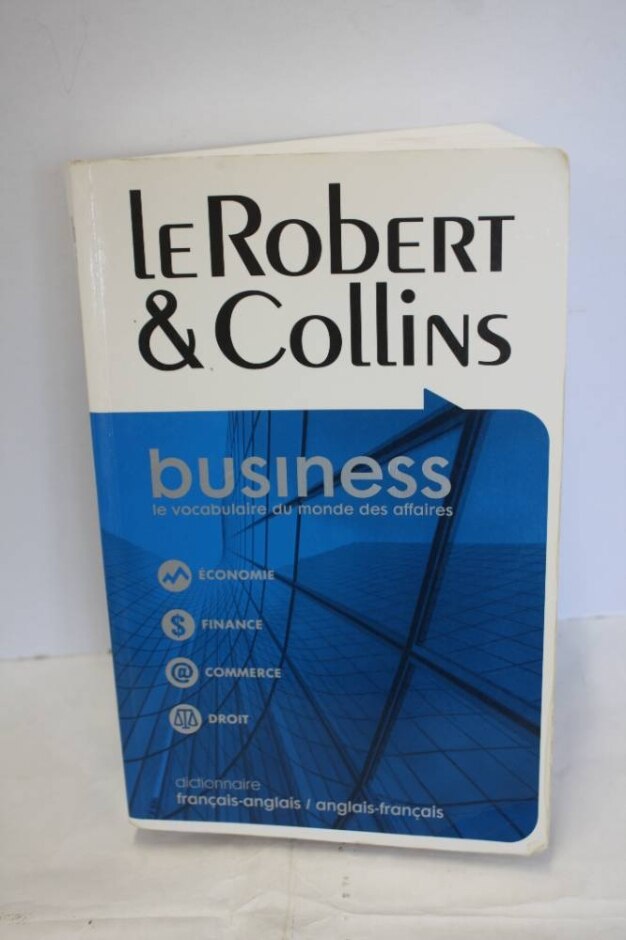 le Robert
& Collins
business
le vocabulaire du monde des affaires
ÉCONOMIE
$ FINANCE
@ COMMERCE
DROIT
dictionnaire
français-anglais / anglais-français